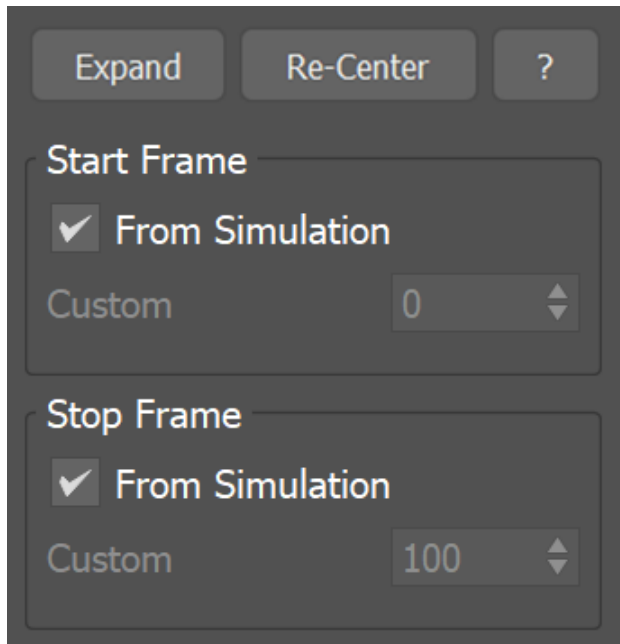 Expand Re-Center ?
Start Frame
From Simulation
Custom 0
Stop Frame
From Simulation
Custom 100